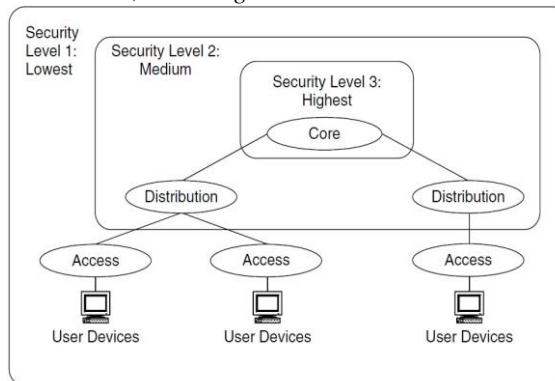 Security
Level 1:
Lowest
Security Level 2:
Medium
Security Level 3:
Highest
Core
Distribution
Distribution
Access
Access
Access
User Devices
User Devices
User Devices